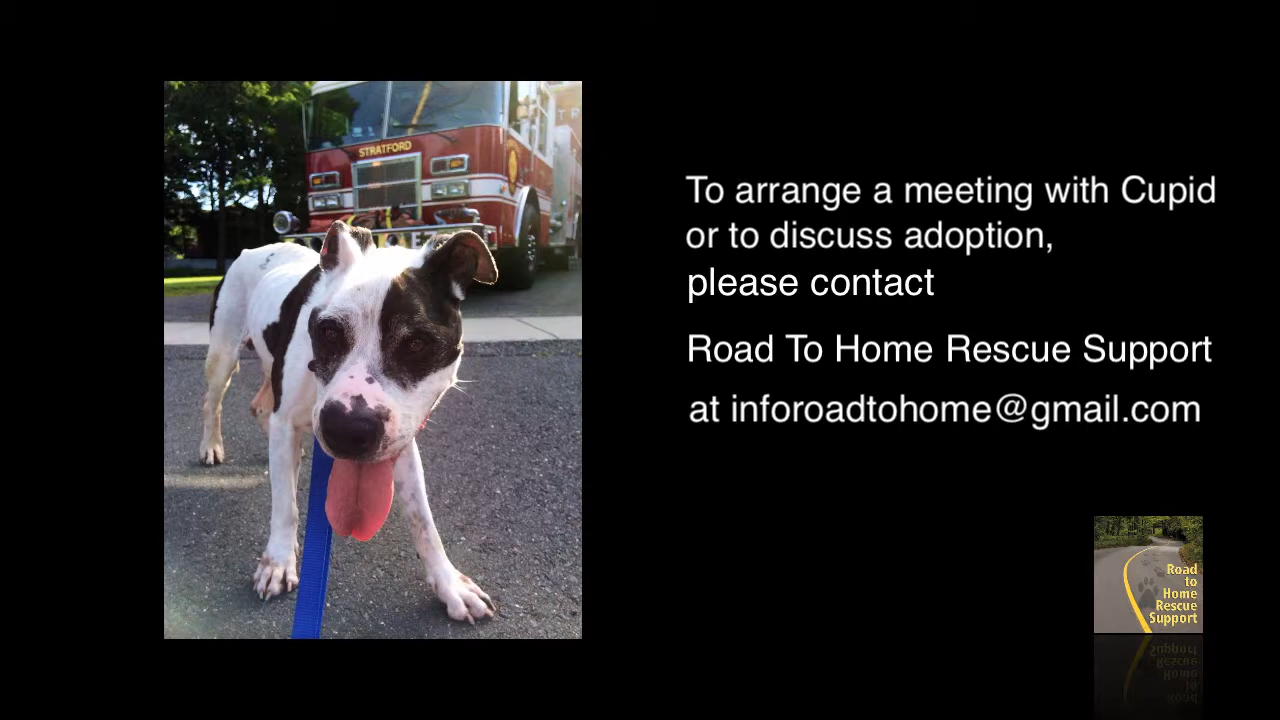 STRATFORD
To arrange a meeting with Cupid
or to discuss adoption,
please contact
Road To Home Rescue Support
at inforoadtohome@gmail.com
Road
to
Home
Rescue
Support